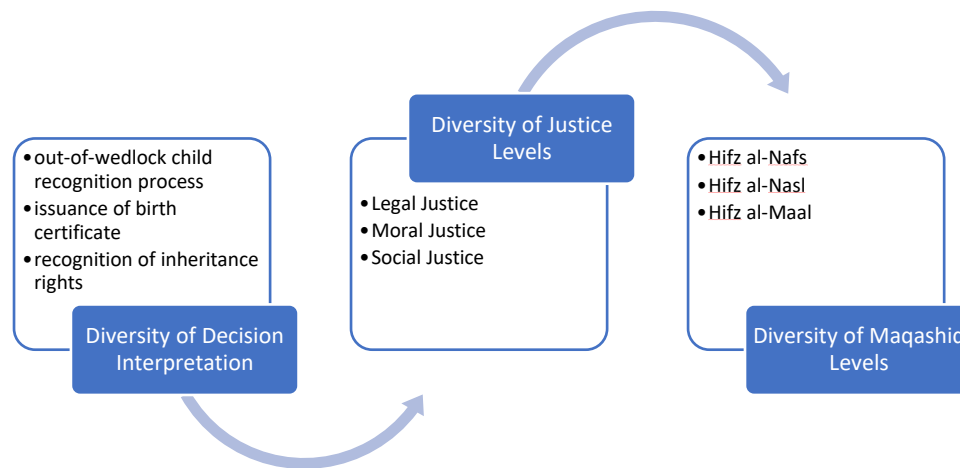 •out-of-wedlock child
recognition process
•issuance of birth
certificate
•recognition of inheritance
rights
Diversity of Decision
Interpretation
Diversity of Justice
Levels
•Legal Justice
•Moral Justice
•Social Justice
•Hifz al-Nafs
•Hifz al-Nasl
•Hifz al-Maal
Diversity of Maqashid
Levels